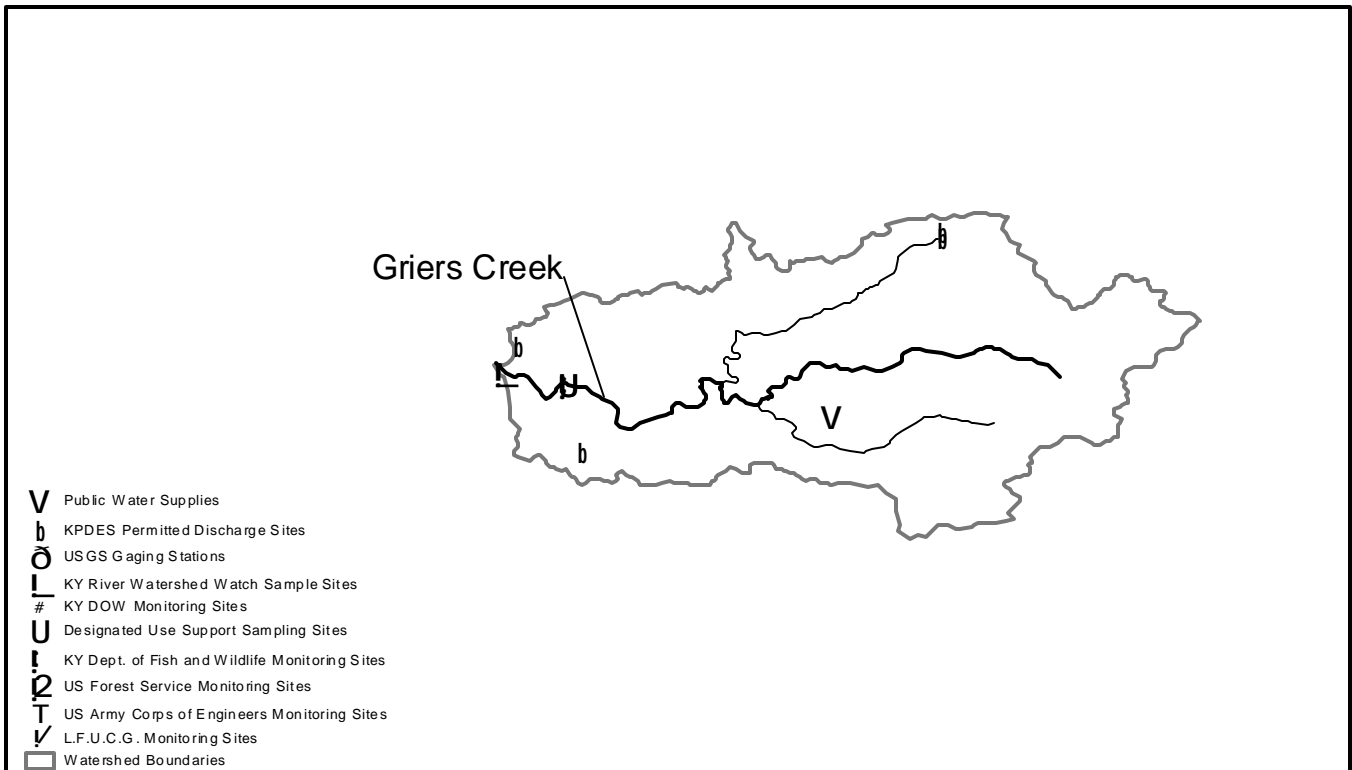 Griers Creek
b
b
!
U
V
b
V Public Water Supplies
b KPDES Permitted Discharge Sites
ð USGS Gaging Stations
! KY River Watershed Watch Sample Sites
# KY DOW Monitoring Sites
U Designated Use Support Sampling Sites
KY Dept. of Fish and Wildlife Monitoring Sites
2 US Forest Service Monitoring Sites
T US Army Corps of Engineers Monitoring Sites
L.F.U.C.G. Monitoring Sites
Watershed Boundaries